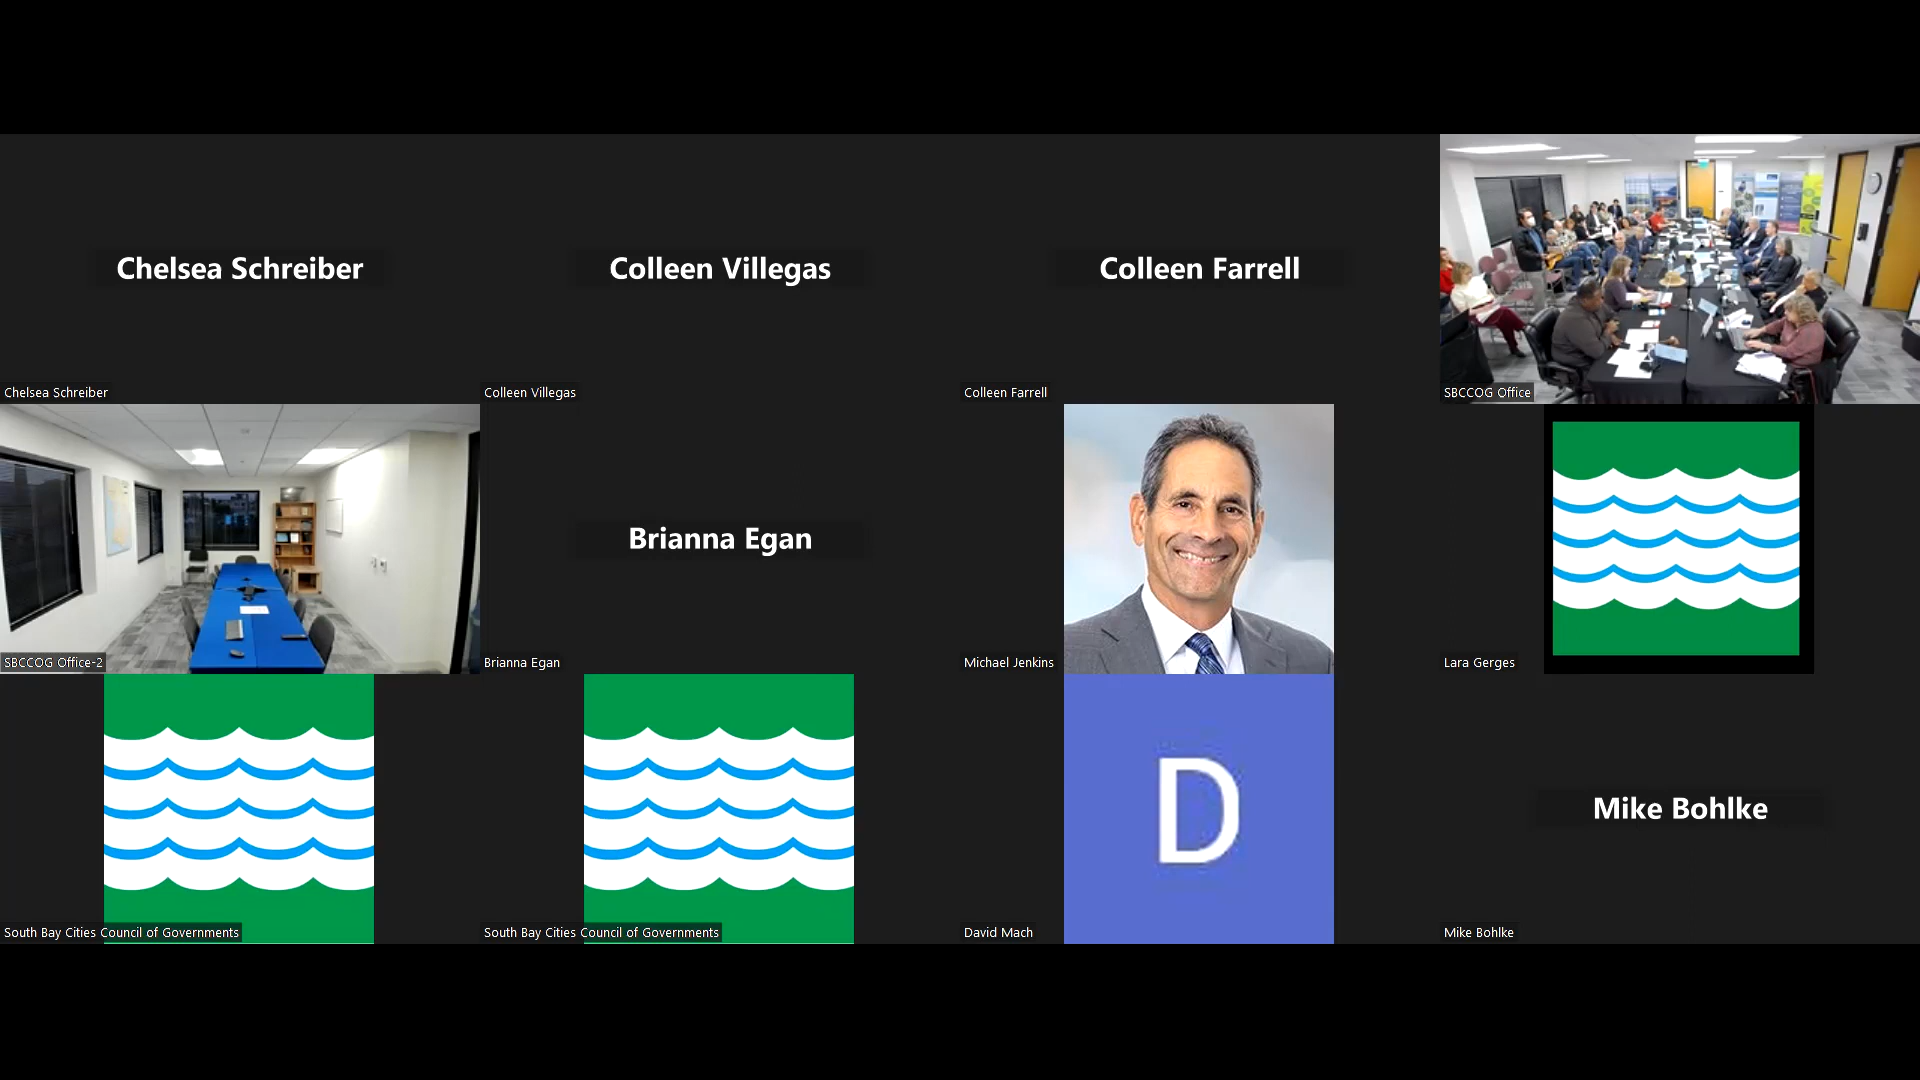 Chelsea Schreiber
Colleen Villegas
Colleen Farrell
Chelsea Schreiber
Colleen Villegas
Colleen Farrell
SBCCOG Office
Brianna Egan
SBCCOG Office-2
Brianna Egan
Michael Jenkins
Lara Gerges
D
Mike Bohlke
South Bay Cities Council of Governments
South Bay Cities Council of Governments
David Mach
Mike Bohlke